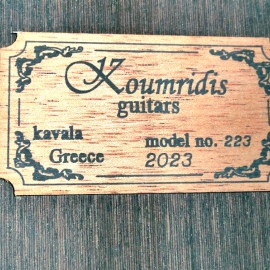 Koumridis
guitars
kavala model no. 223
Greece 2023